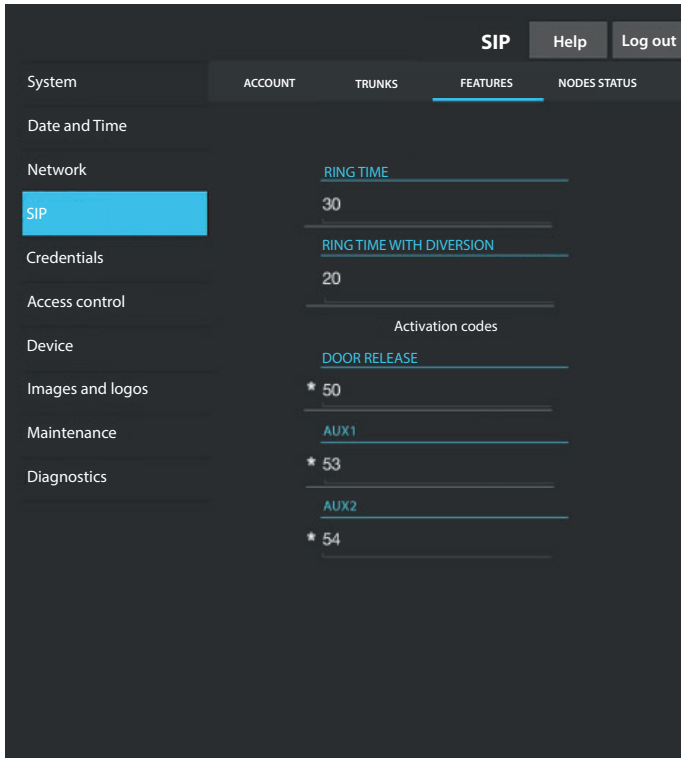 SIP Help Log out
System
Date and Time
Network
SIP
Credentials
Access control
Device
Images and logos
Maintenance
Diagnostics
ACCOUNT TRUNKS FEATURES NODES STATUS
RING TIME
30
RING TIME WITH DIVERSION
20
Activation codes
DOOR RELEASE
* 50
AUX1
* 53
AUX2
* 54